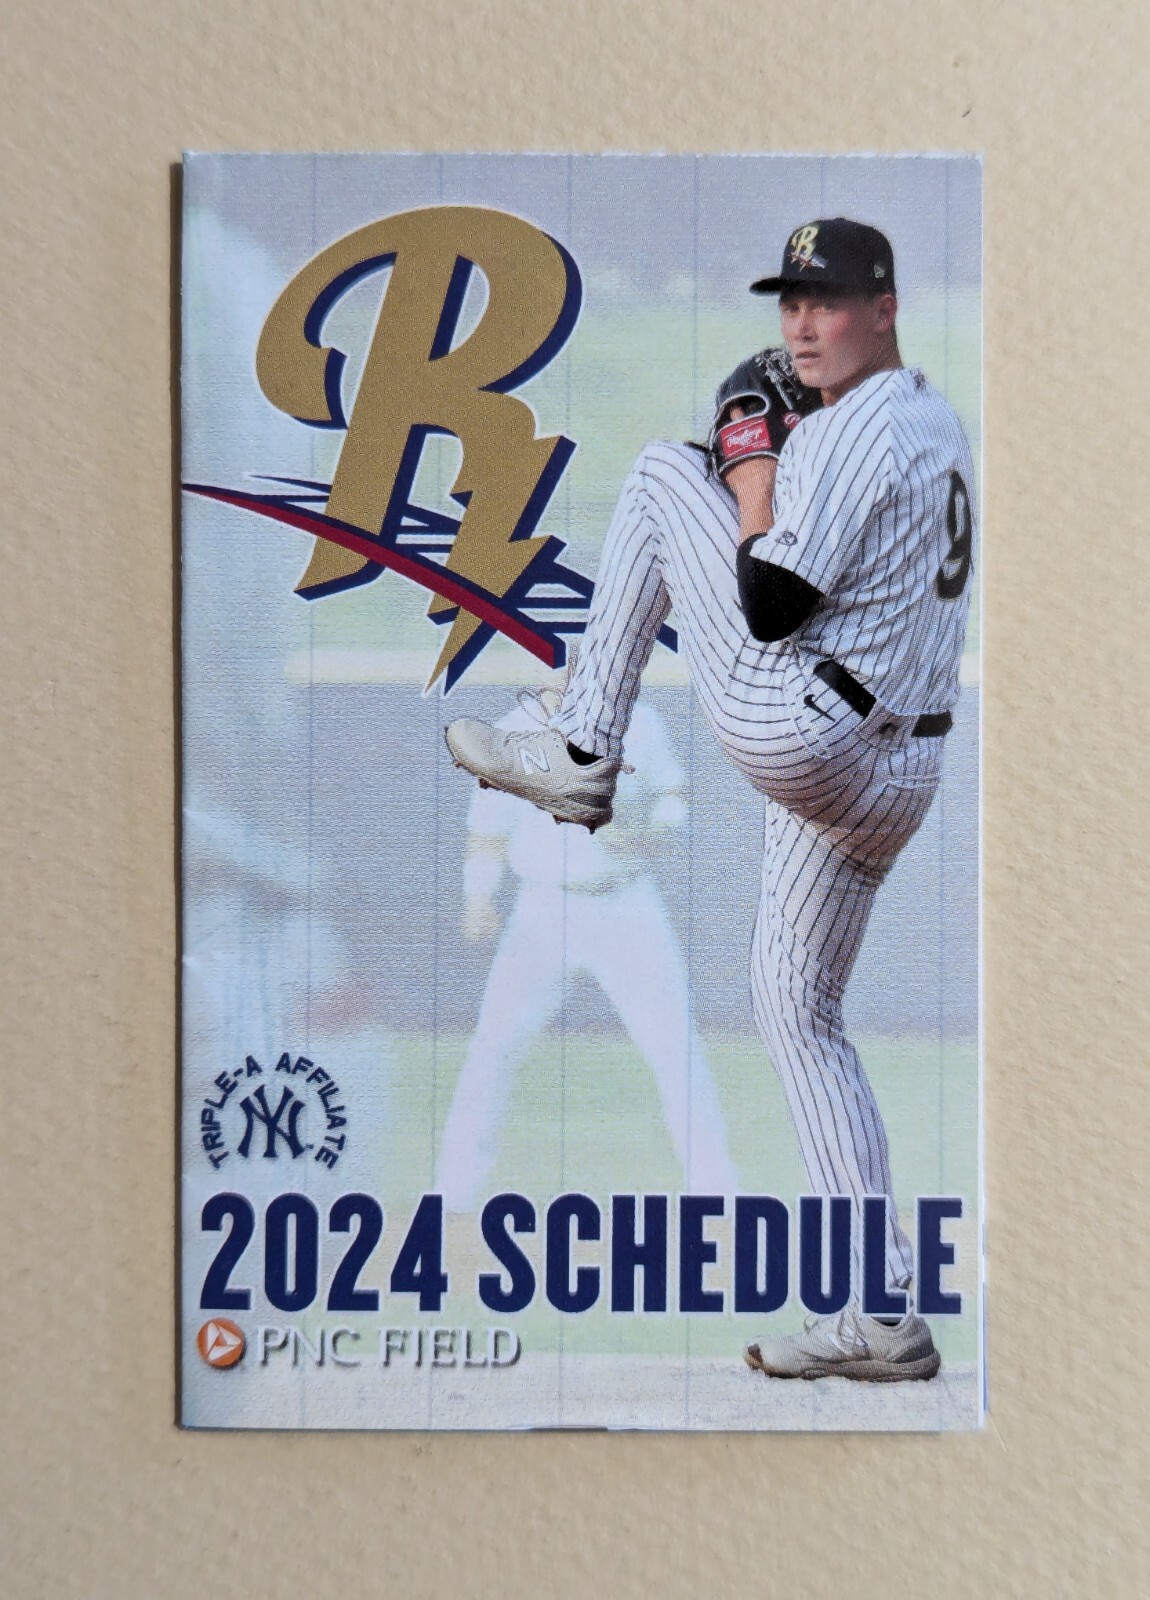 R
R
Rawlings
9
N
TRIPLE-A AFFILIATE
NY
2024 SCHEDULE
PNC FIELD